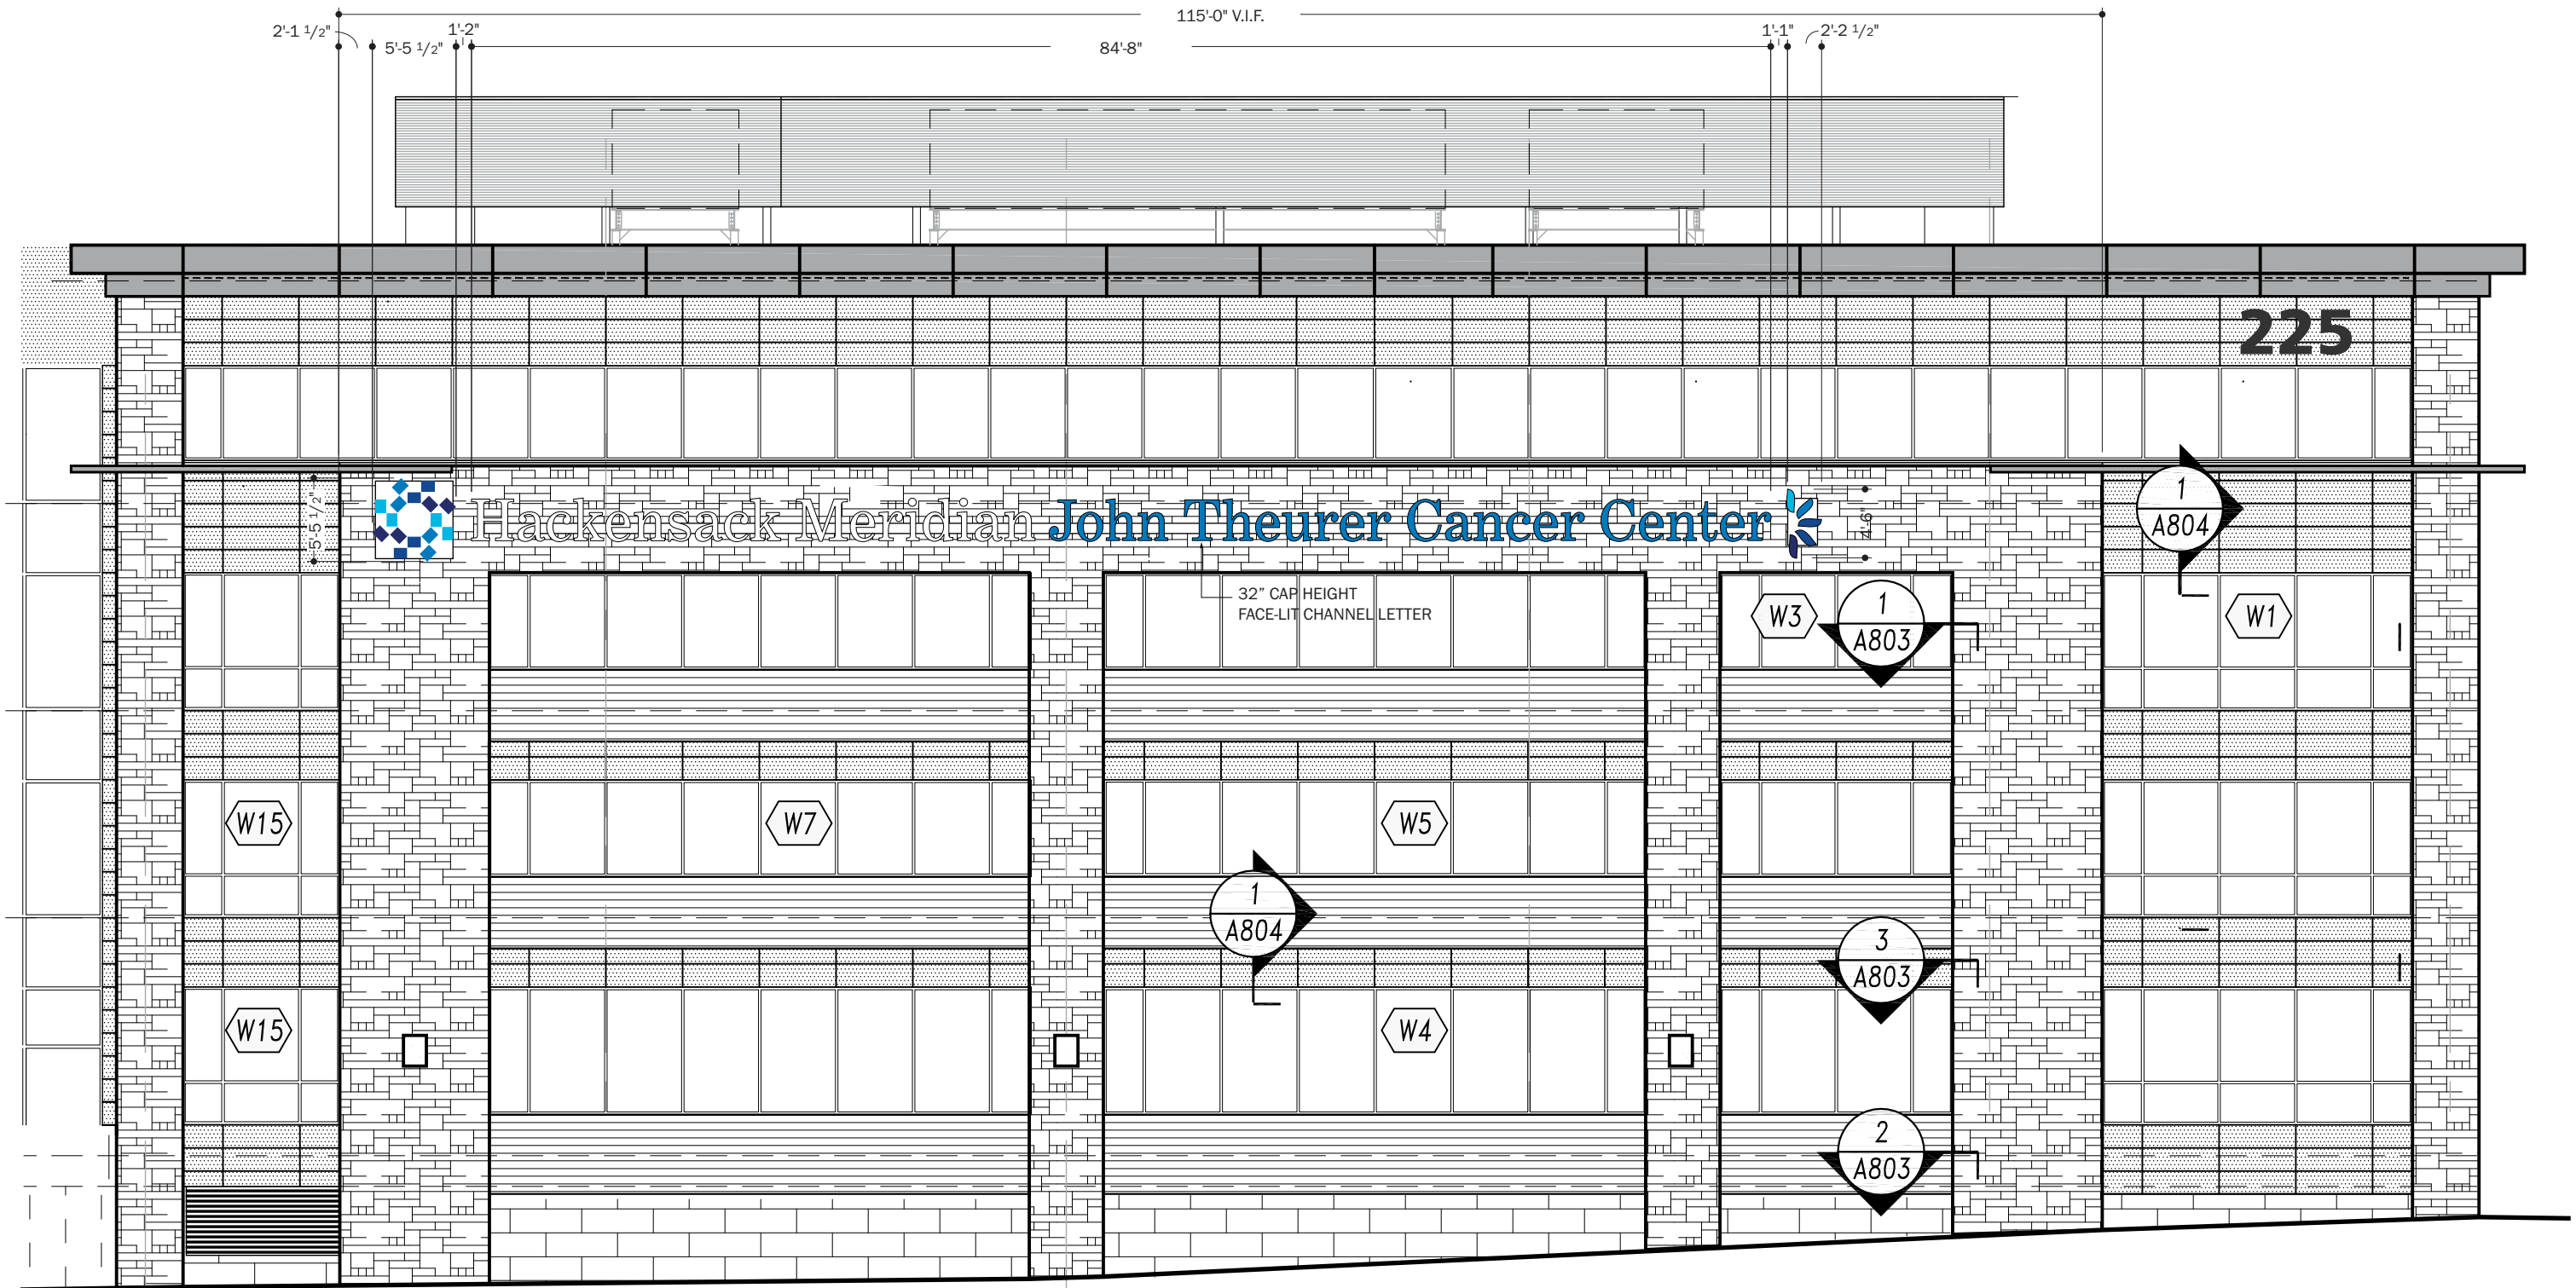 115'-0" V.I.F.
2'-1 1/2"
5'-5 1/2"
1'-2"
84'-8"
1'-1"
2'-2 1/2"
225
5'-5 1/2"
Hackensack Meridian John Theurer Cancer Center
4'-6"
1
A804
32” CAP HEIGHT
FACE-LIT CHANNEL LETTER
W3
1
A803
W1
W15
W7
W5
1
A804
3
A803
W15
W4
2
A803